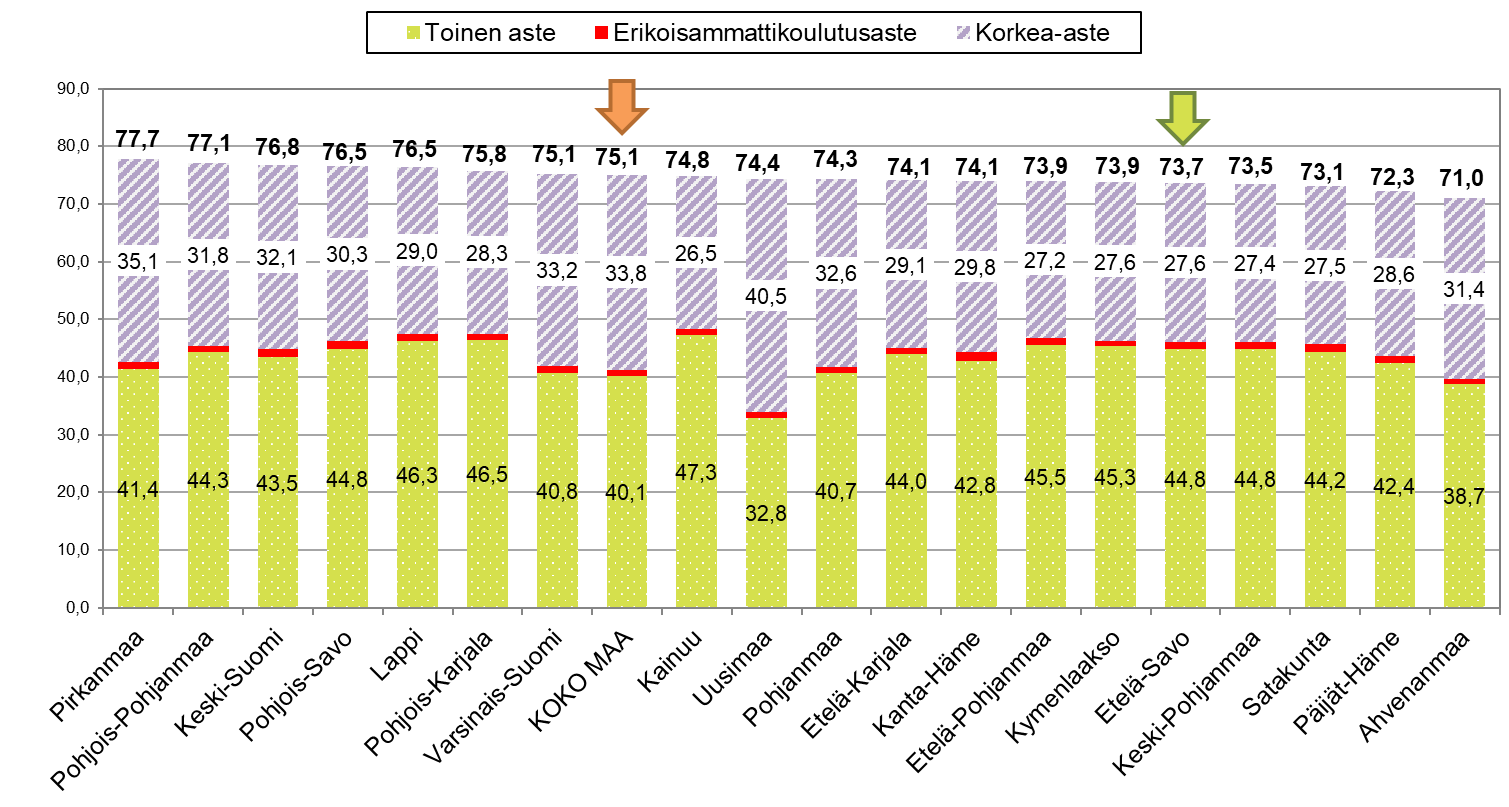 Toinen aste Erikoisammattikoulutusaste Korkea-aste
90,0
80,0
70,0
60,0
50,0
40,0
30,0
20,0
10,0
0,0
77,7 77,1 76,8 76,5 76,5 75,8 75,1 75,1 74,8 74,4 74,3 74,1 74,1 73,9 73,9 73,7 73,5 73,1 72,3 71,0
35,1 31,8 32,1 30,3 29,0 28,3 33,2 33,8 26,5 40,5 32,6 29,1 29,8 27,2 27,6 27,6 27,4 27,5 28,6 31,4
41,4 44,3 43,5 44,8 46,3 46,5 40,8 40,1 47,3 32,8 40,7 44,0 42,8 45,5 45,3 44,8 44,8 44,2 42,4 38,7
Pirkanmaa
Pohjois-Pohjanmaa
Keski-Suomi
Pohjois-Savo
Lappi
Pohjois-Karjala
Varsinais-Suomi
KOKO MAA
Kainuu
Uusimaa
Pohjanmaa
Etelä-Karjala
Kanta-Häme
Etelä-Pohjanmaa
Kymenlaakso
Etelä-Savo
Keski-Pohjanmaa
Satakunta
Päijät-Häme
Ahvenanmaa